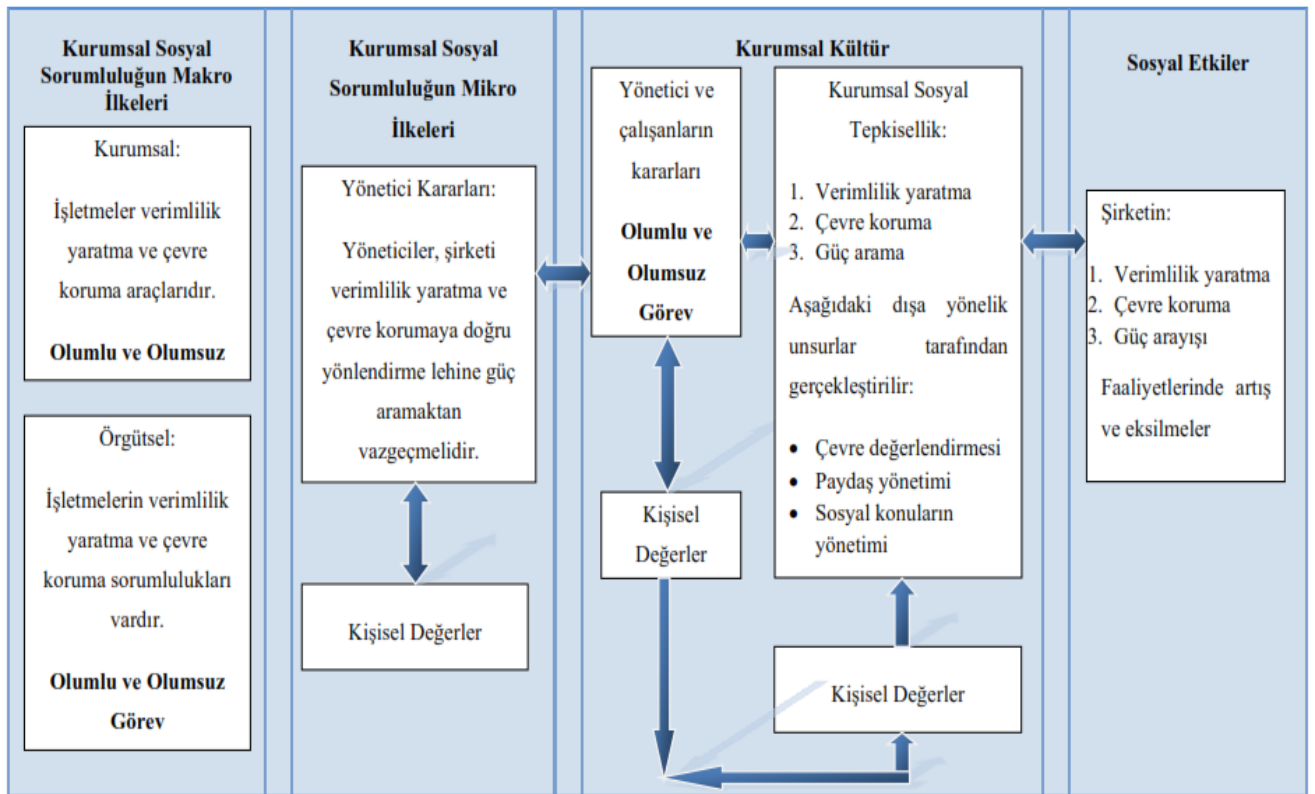 Kurumsal Sosyal
Sorumluluğun Makro
İlkeleri
Kurumsal:
İşletmeler verimlilik
yaratma ve çevre
koruma araçlarıdır.
Olumlu ve Olumsuz
Örgütsel:
İşletmelerin verimlilik
yaratma ve çevre
koruma sorumlulukları
vardır.
Olumlu ve Olumsuz
Görev
Kurumsal Sosyal
Sorumluluğun Mikro
İlkeleri
Yönetici Kararları:
Yöneticiler, şirketi
verimlilik yaratma ve
çevre korumaya doğru
yönlendirme lehine güç
aramaktan
vazgeçmelidir.
Kişisel Değerler
Kurumsal Kültür
Yönetici ve
çalışanların
kararları
Olumlu ve
Olumsuz
Görev
Kişisel
Değerler
Kurumsal Sosyal
Tepkisellik:
1. Verimlilik yaratma
2. Çevre koruma
3. Güç arama
Aşağıdaki dışa yönelik
unsurlar tarafından
gerçekleştirilir:
• Çevre değerlendirmesi
• Paydaş yönetimi
• Sosyal konuların
yönetimi
Kişisel Değerler
Sosyal Etkiler
Şirketin:
1. Verimlilik yaratma
2. Çevre koruma
3. Güç arayışı
Faaliyetlerinde artış
ve eksilmeler